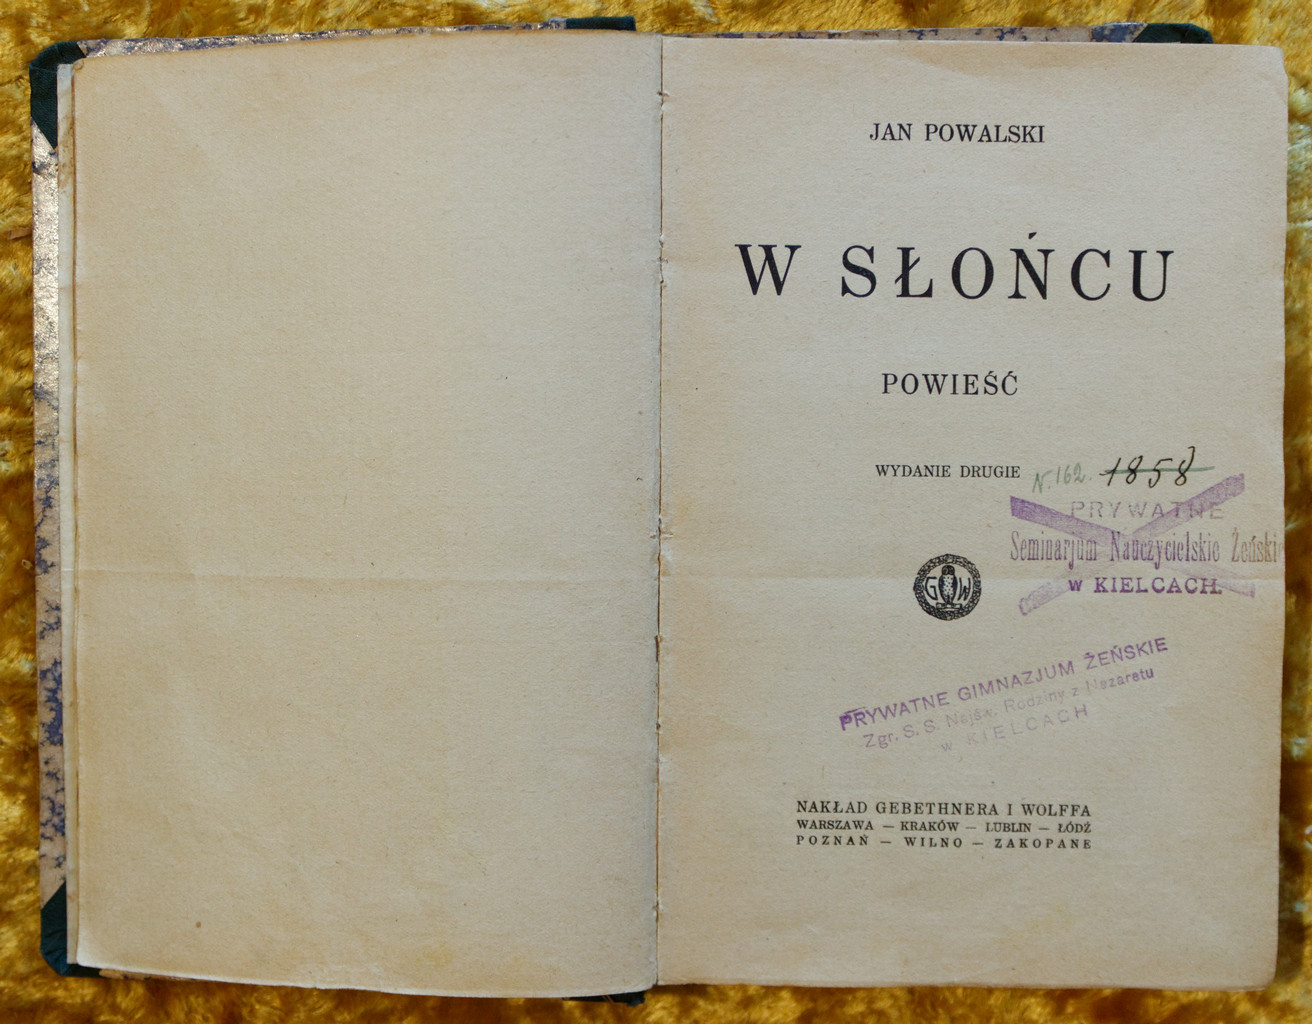 JAN POWALSKI
W SŁOŃCU
POWIEŚĆ
WYDANIE DRUGIE
N. 162. 1858
PRYWATNE
Seminarjum Nauczycielskie Żeńskie
w KIELCACH.
G W
PRYWATNE GIMNAZJUM ŻEŃSKIE
Zgr. S. S. Najśw. Rodziny z Nazaretu
w KIELCACH
NAKŁAD GEBETHNERA I WOLFFA
WARSZAWA — KRAKÓW — LUBLIN — ŁÓDŹ
POZNAŃ — WILNO — ZAKOPANE